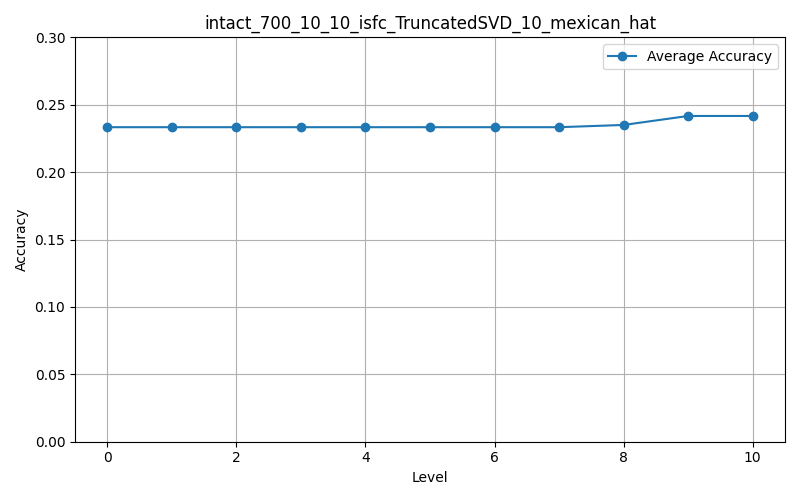 intact_700_10_10_isfc_TruncatedSVD_10_mexican_hat
Average Accuracy
Accuracy
0.30
0.25
0.20
0.15
0.10
0.05
0.00
0 2 4 6 8 10
Level